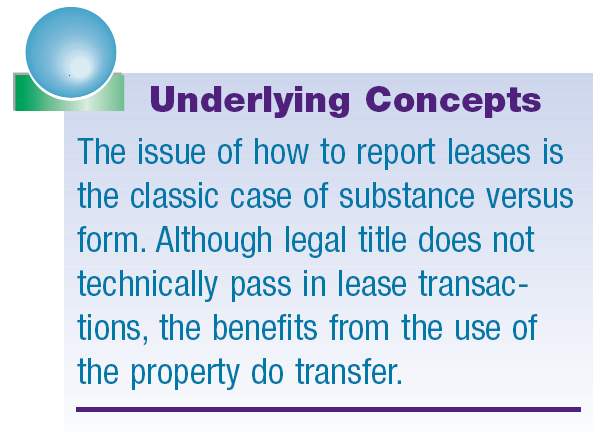 Underlying Concepts
The issue of how to report leases is
the classic case of substance versus
form. Although legal title does not
technically pass in lease transac-
tions, the benefits from the use of
the property do transfer.